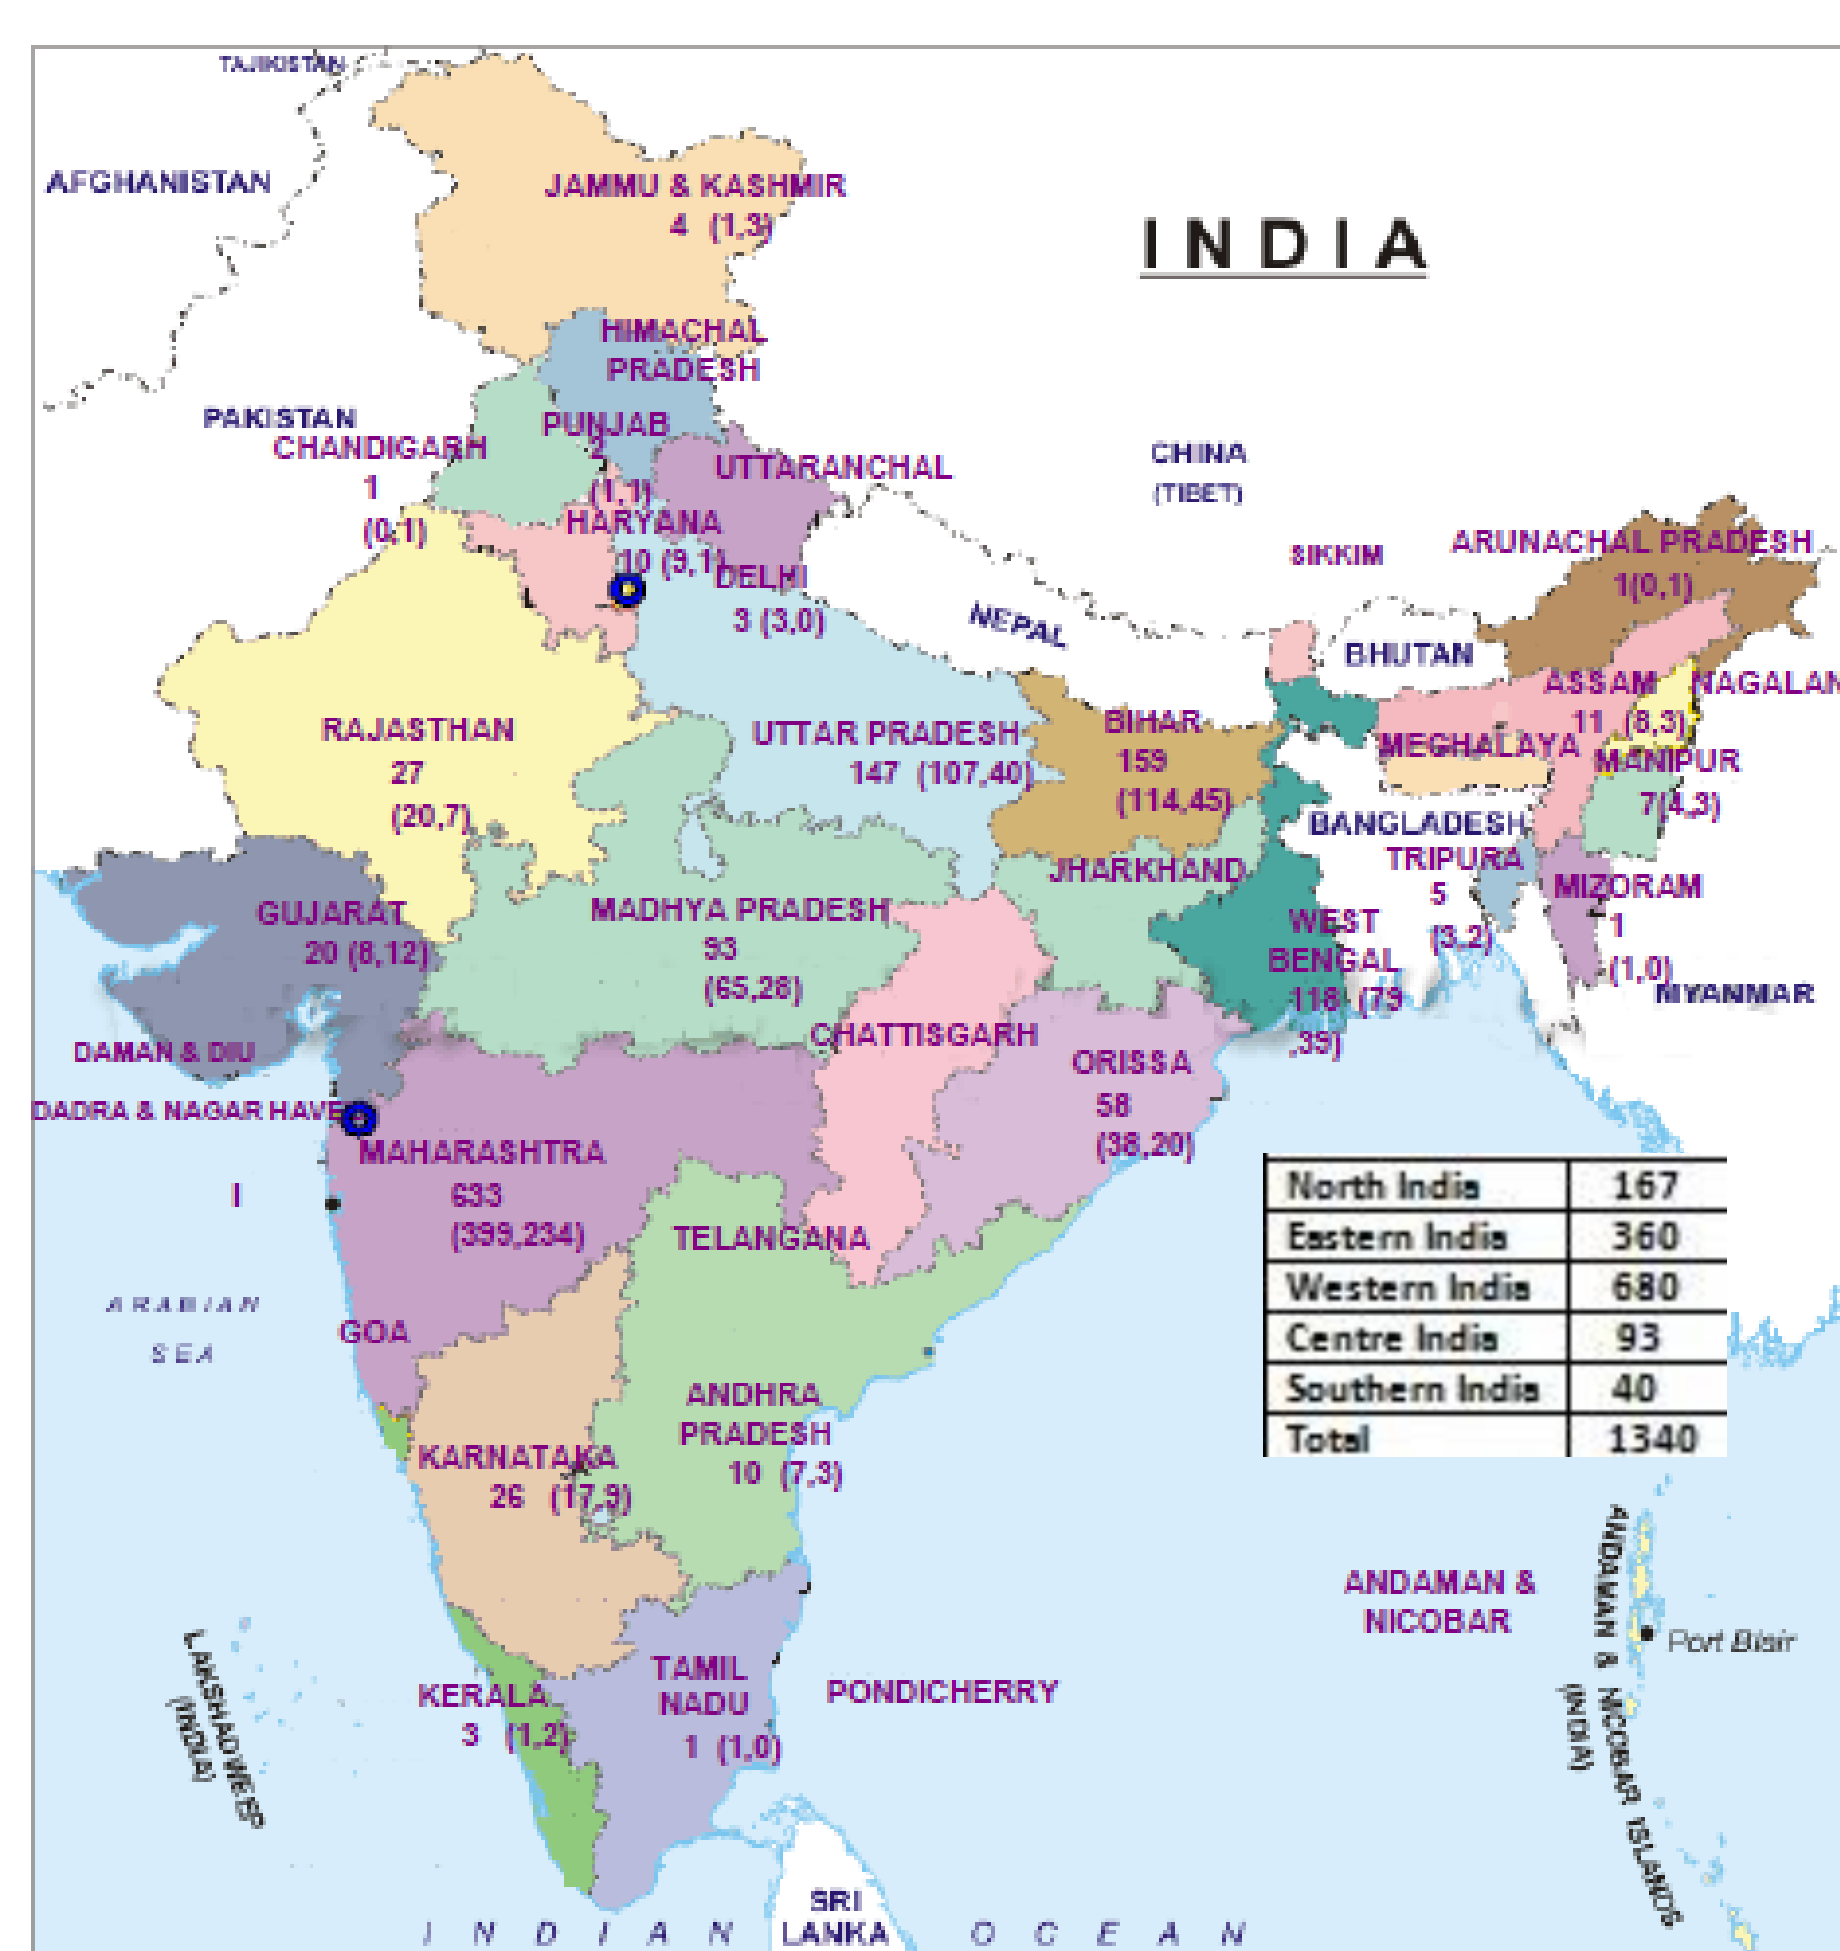 TAJIKISTAN
AFGHANISTAN
JAMMU & KASHMIR
4 (1,3)
INDIA
HIMACHAL
PRADESH
PAKISTAN
CHANDIGARH
1
(0,1)
PUNJAB
2
(1,1)
UTTARANCHAL
CHINA
(TIBET)
HARYANA
10 (9,1)
DELHI
3 (3,0)
NEPAL
SIKKIM
BHUTAN
ARUNACHAL PRADESH
1(0,1)
ASSAM
11 (8,3)
NAGALAN
RAJASTHAN
27
(20,7)
UTTAR PRADESH
147 (107,40)
BIHAR
159
(114,45)
MEGHALAYA
MANIPUR
7(4,3)
BANGLADESH
TRIPURA
5
(3,2)
MIZORAM
1
(1,0)
MYANMAR
JHARKHAND
WEST
BENGAL
118 (79
,39)
GUJARAT
20 (8,12)
MADHYA PRADESH
93
(65,28)
CHATTISGARH
ORISSA
58
(38,20)
DAMAN & DIU
DADRA & NAGAR HAVE
I
MAHARASHTRA
633
(399,234)
TELANGANA
ARABIAN
SEA
GOA
North India 167
Eastern India 360
Western India 680
Centre India 93
Southern India 40
Total 1340
ANDHRA
PRADESH
10 (7,3)
KARNATAKA
26 (17,9)
ANDAMAN &
NICOBAR
ANDAMAN & NICOBAR ISLANDS
(INDIA)
Port Blair
LAKSHADWEEP
(INDIA)
KERALA
3 (1,2)
TAMIL
NADU
1 (1,0)
PONDICHERRY
SRI
LANKA
INDIAN OCEAN